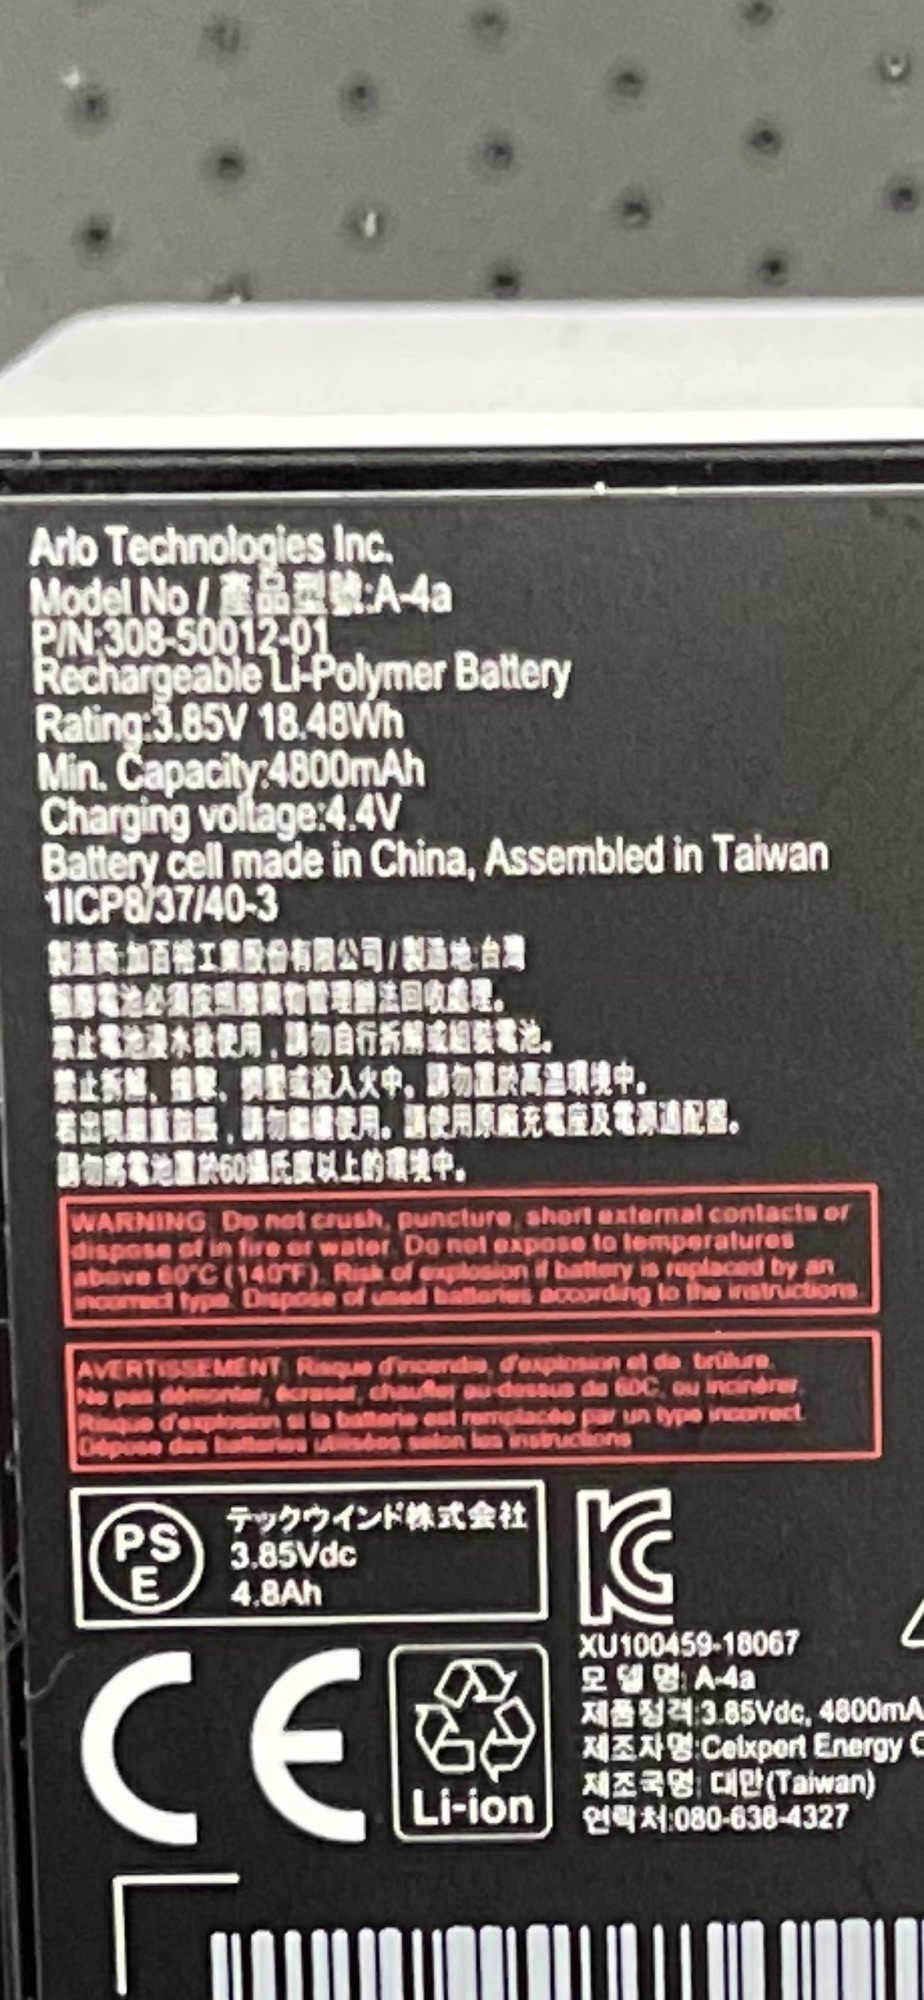 Arlo Technologies Inc.
Model No / 產品型號:A-4a
P/N:308-50012-01
Rechargeable Li-Polymer Battery
Rating:3.85V 18.48Wh
Min. Capacity:4800mAh
Charging voltage:4.4V
Battery cell made in China, Assembled in Taiwan
1ICP8/37/40-3
製造商:加百裕工業股份有限公司/製造地:台灣
廢棄電池必須按照廢棄物管理辦法回收處理。
禁止電池浸水後使用，請勿自行拆解或組裝電池。
禁止拆解、撞擊、擠壓或投入火中。請勿置於高溫環境中。
若出現嚴重鼓脹，請勿繼續使用。請使用原廠充電座及電源適配器。
請勿將電池置於60攝氏度以上的環境中。
WARNING: Do not crush, puncture, short external contacts or
dispose of in fire or water. Do not expose to temperatures
above 60°C (140°F). Risk of explosion if battery is replaced by an
incorrect type. Dispose of used batteries according to the instructions.
AVERTISSEMENT: Risque d'incendie, d'explosion et de brûlure.
Ne pas démonter, écraser, chauffer au-dessus de 60C, ou incinérer.
Risque d'explosion si la batterie est remplacée par un type incorrect.
Dépose des batteries utilisées selon les instructions
PS
E
テックウインド株式会社
3.85Vdc
4.8Ah
KC
XU100459-18067
모 델 명: A-4a
제품정격:3.85Vdc, 4800mA
제조자명:Celxpert Energy C
제조국명: 대만(Taiwan)
연락처:080-638-4327
CE
Li-ion